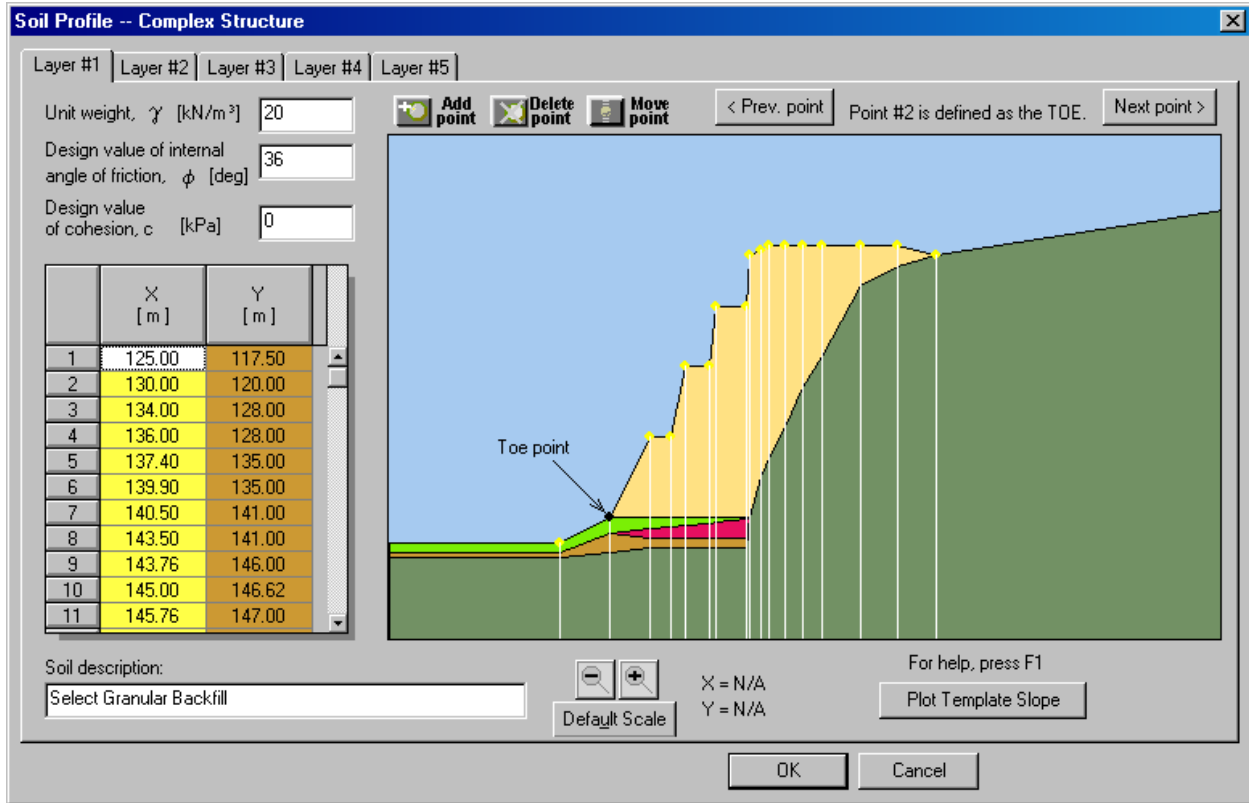 Soil Profile -- Complex Structure
Layer #1 Layer #2 Layer #3 Layer #4 Layer #5
Unit weight, γ [kN/m³] 20
Design value of internal
angle of friction, ϕ [deg] 36
Design value
of cohesion, c [kPa] 0
Add point
Delete point
Move point
< Prev. point
Point #2 is defined as the TOE.
Next point >
X [m] Y [m]
1 125.00 117.50
2 130.00 120.00
3 134.00 128.00
4 136.00 128.00
5 137.40 135.00
6 139.90 135.00
7 140.50 141.00
8 143.50 141.00
9 143.76 146.00
10 145.00 146.62
11 145.76 147.00
Toe point
Soil description:
Select Granular Backfill
Default Scale
X = N/A
Y = N/A
For help, press F1
Plot Template Slope
OK Cancel